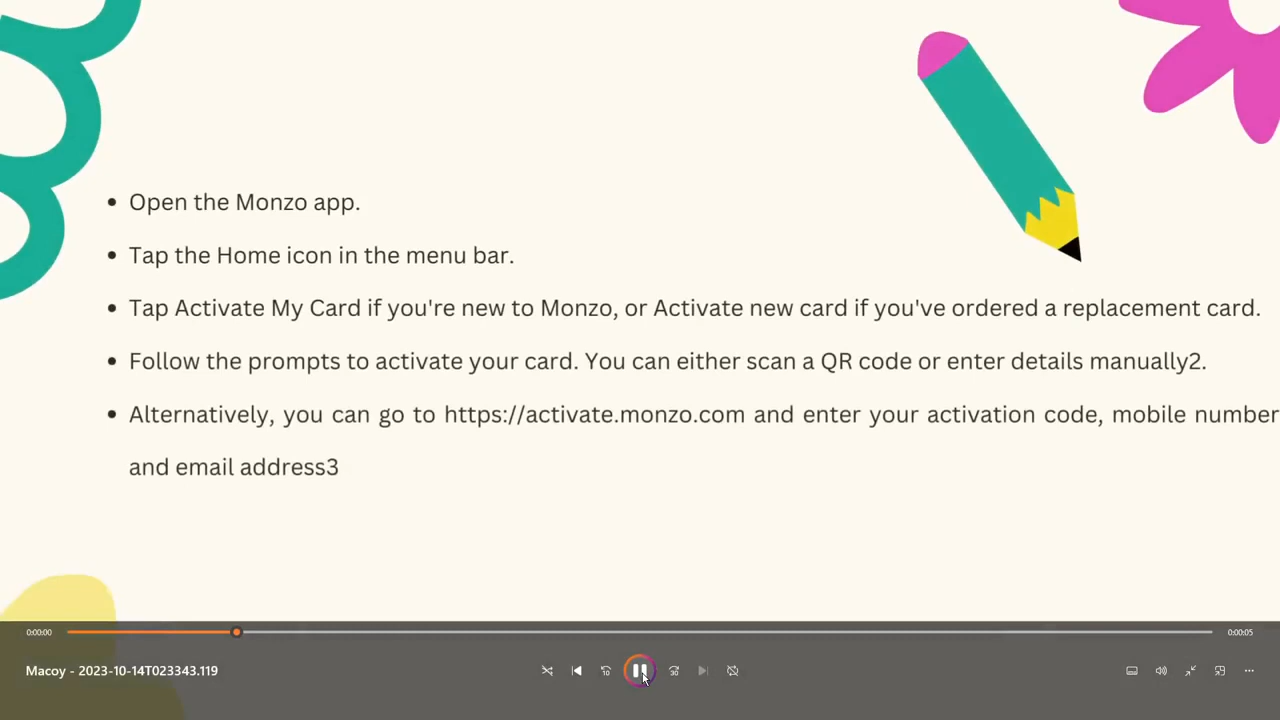 Open the Monzo app.
Tap the Home icon in the menu bar.
Tap Activate My Card if you're new to Monzo, or Activate new card if you've ordered a replacement card.
Follow the prompts to activate your card. You can either scan a QR code or enter details manually2.
Alternatively, you can go to https://activate.monzo.com and enter your activation code, mobile number
and email address3
0:00:00
0:00:05
Macoy - 2023-10-14T023343.119
10
30